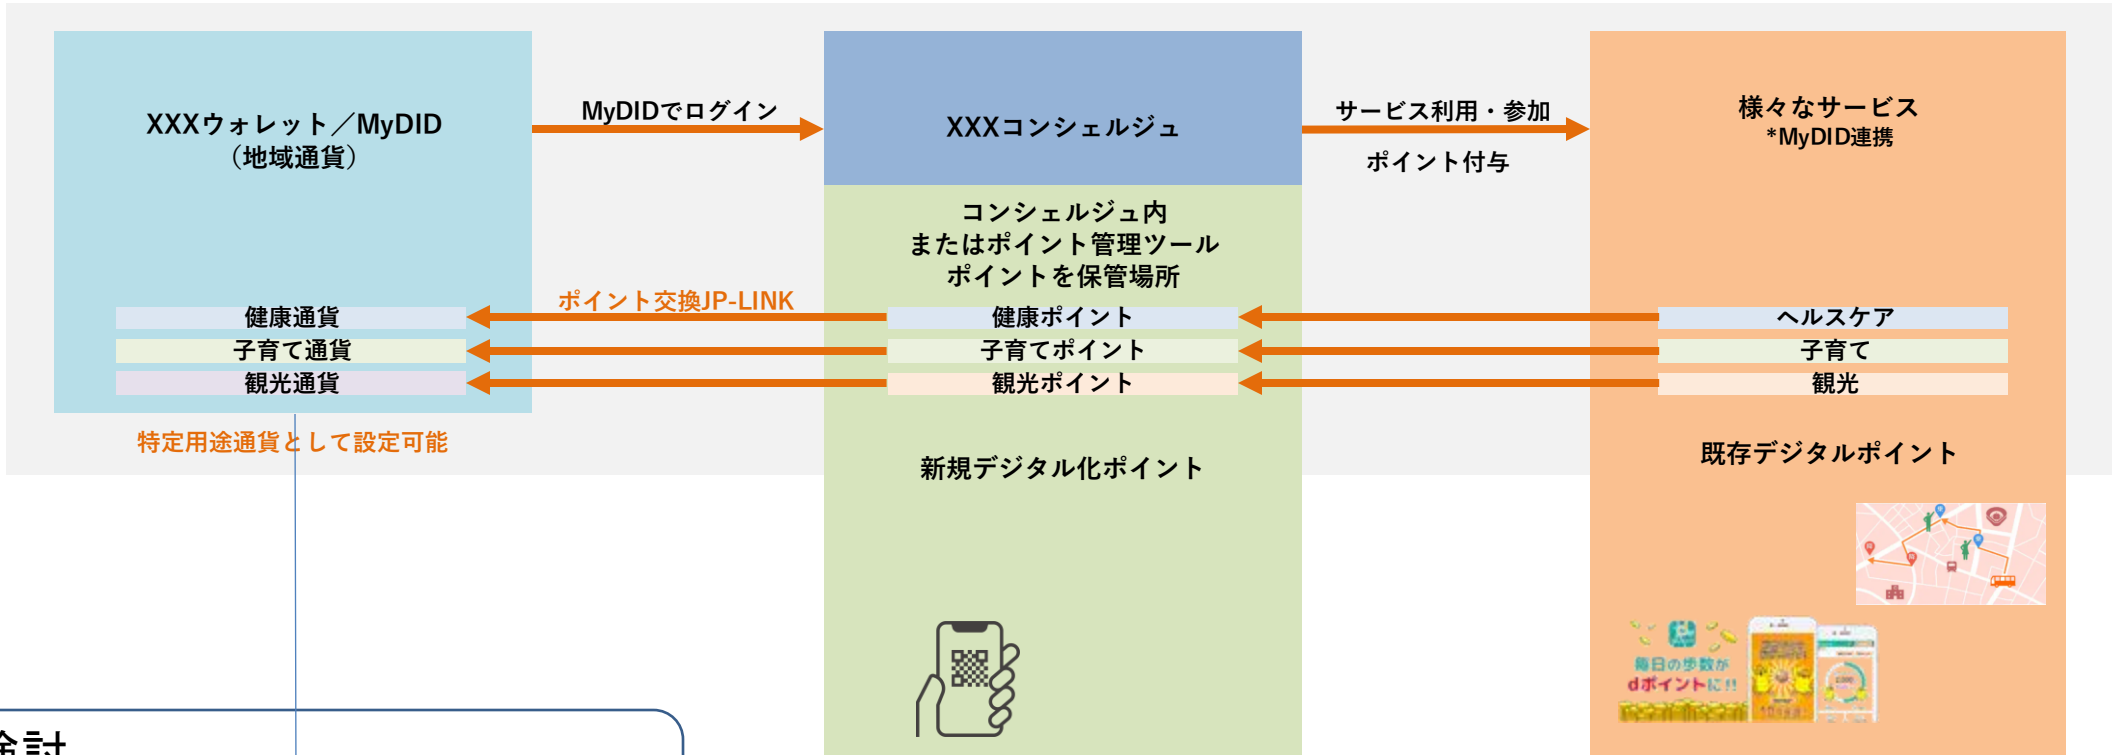 XXXウォレット／MyDID
（地域通貨）
MyDIDでログイン
XXXコンシェルジュ
サービス利用・参加
ポイント付与
様々なサービス
*MyDID連携
コンシェルジュ内
またはポイント管理ツール
ポイントを保管場所
ポイント交換JP-LINK
健康通貨
健康ポイント
ヘルスケア
子育て通貨
子育てポイント
子育て
観光通貨
観光ポイント
観光
特定用途通貨として設定可能
新規デジタル化ポイント
既存デジタルポイント
毎日の歩数が
dポイントに!!